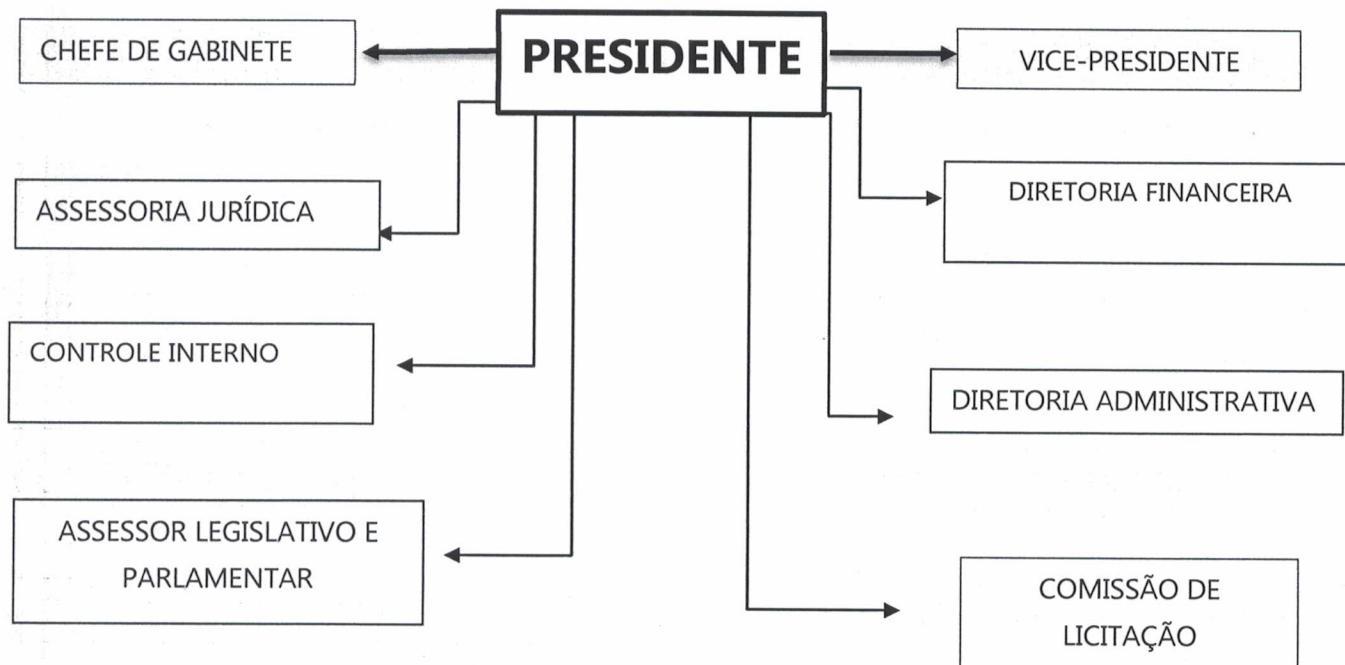 CHEFE DE GABINETE
PRESIDENTE
VICE-PRESIDENTE
ASSESSORIA JURÍDICA
DIRETORIA FINANCEIRA
CONTROLE INTERNO
DIRETORIA ADMINISTRATIVA
ASSESSOR LEGISLATIVO E
PARLAMENTAR
COMISSÃO DE
LICITAÇÃO